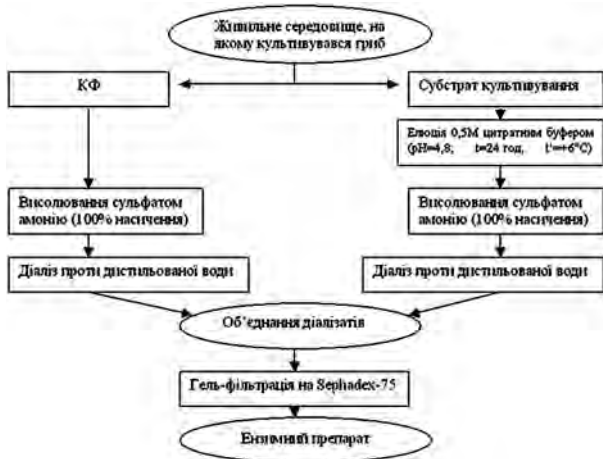 Живильне середовище, на
якому культивувався гриб
КФ
Субстрат культивування
Елюція 0,5М цитратним буфером
(pH=4,8; t=24 год, t°=+6°C)
Висолювання сульфатом
амонію (100% насичення)
Висолювання сульфатом
амонію (100% насичення)
Діаліз проти дистильованої води
Діаліз проти дистильованої води
Об’єднання діалізатів
Гель-фільтрація на Sephadex-75
Ензимний препарат